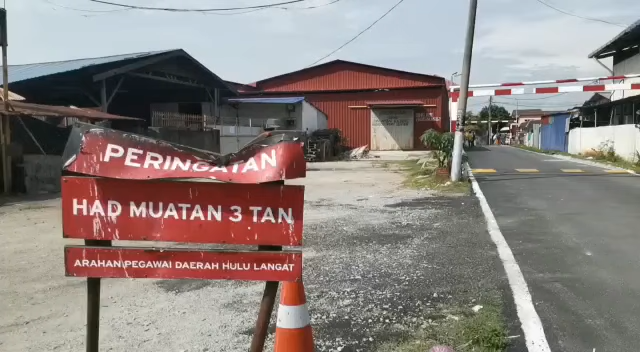 PERINGATAN
HAD MUATAN 3 TAN
ARAHAN PEGAWAI DAERAH HULU LANGAT